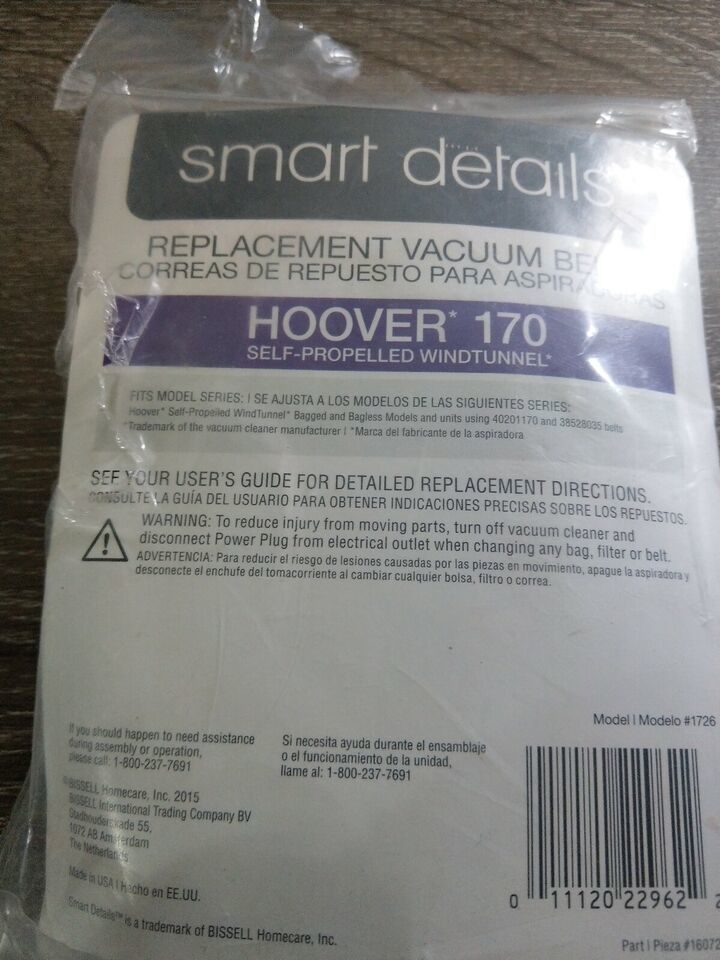 smart details
REPLACEMENT VACUUM
CORREAS DE REPUESTO PARA ASPIRADORAS
HOOVER* 170
SELF-PROPELLED WINDTUNNEL*
FITS MODEL SERIES: | SE AJUSTA A LOS MODELOS DE LAS SIGUIENTES SERIES:
Hoover* Self-Propelled WindTunnel* Bagged and Bagless Models and units using 40201170 and 38528035 belts
*Trademark of the vacuum cleaner manufacturer | *Marca del fabricante de la aspiradora
SEE YOUR USER'S GUIDE FOR DETAILED REPLACEMENT DIRECTIONS.
CONSULTE LA GUÍA DEL USUARIO PARA OBTENER INDICACIONES PRECISAS SOBRE LOS REPUESTOS.
WARNING: To reduce injury from moving parts, turn off vacuum cleaner and
disconnect Power Plug from electrical outlet when changing any bag, filter or belt.
ADVERTENCIA: Para reducir el riesgo de lesiones causadas por las piezas en movimiento, apague la aspiradora y
desconecte el enchufe del tomacorriente al cambiar cualquier bolsa, filtro o correa.
If you should happen to need assistance
during assembly or operation,
please call: 1-800-237-7691
Si necesita ayuda durante el ensamblaje
o el funcionamiento de la unidad,
llame al: 1-800-237-7691
©BISSELL Homecare, Inc. 2015
BISSELL International Trading Company BV
Stadhouderskade 55,
1072 AB Amsterdam
The Netherlands
Made in USA | Hecho en EE.UU.
Smart Details™ is a trademark of BISSELL Homecare, Inc.
Model | Modelo #1726
0 11120 22962 2
Part | Pieza #16072